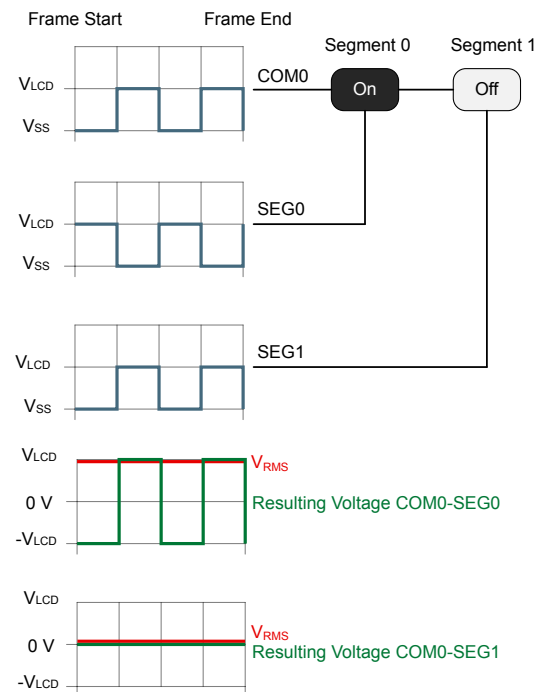 Frame Start Frame End
Segment 0 Segment 1
COM0
VLCD
On Off
VSS
SEG0
VLCD
VSS
SEG1
VLCD
VSS
VLCD
VRMS
0 V
Resulting Voltage COM0-SEG0
-VLCD
VLCD
VRMS
0 V
Resulting Voltage COM0-SEG1
-VLCD